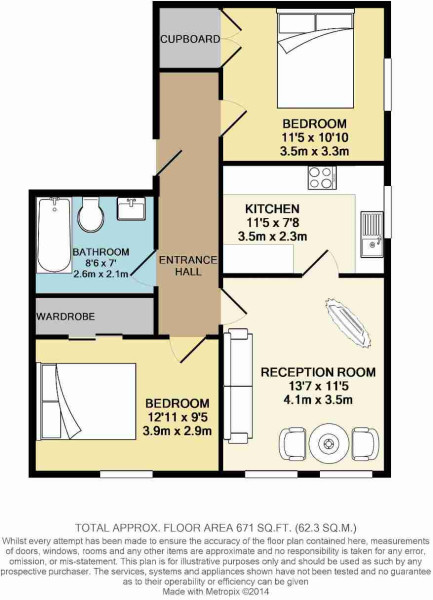 CUPBOARD
BEDROOM
11'5 x 10'10
3.5m x 3.3m
KITCHEN
11'5 x 7'8
3.5m x 2.3m
BATHROOM
8'6 x 7'
2.6m x 2.1m
ENTRANCE
HALL
WARDROBE
BEDROOM
12'11 x 9'5
3.9m x 2.9m
RECEPTION ROOM
13'7 x 11'5
4.1m x 3.5m
TOTAL APPROX. FLOOR AREA 671 SQ.FT. (62.3 SQ.M.)
Whilst every attempt has been made to ensure the accuracy of the floor plan contained here, measurements
of doors, windows, rooms and any other items are approximate and no responsibility is taken for any error,
omission, or mis-statement. This plan is for illustrative purposes only and should be used as such by any
prospective purchaser. The services, systems and appliances shown have not been tested and no guarantee
as to their operability or efficiency can be given
Made with Metropix ©2014